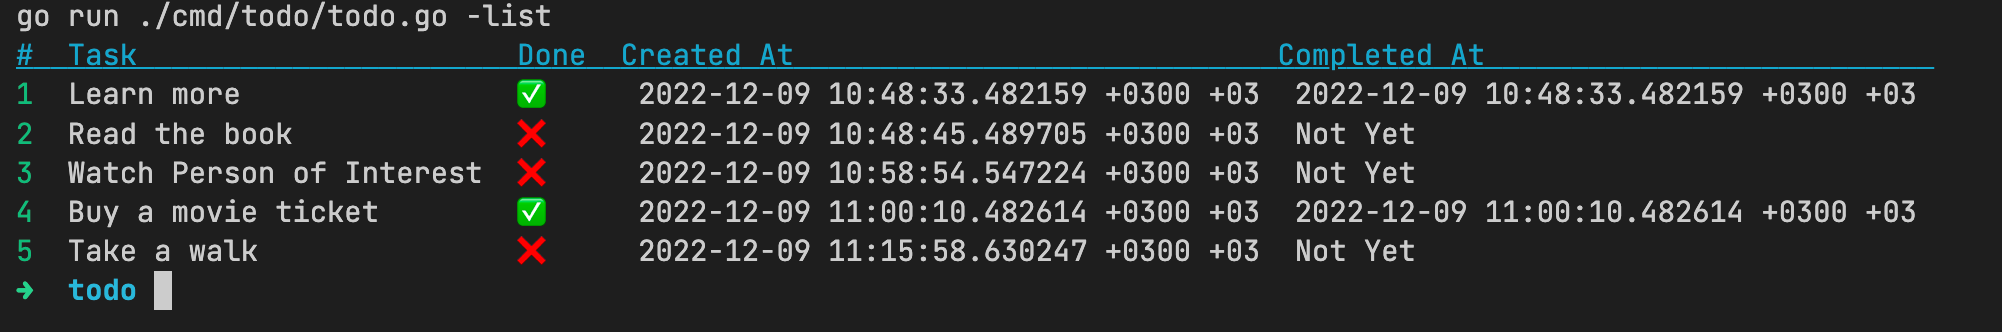 go run ./cmd/todo/todo.go -list
#  Task                      Done  Created At                            Completed At
1  Learn more                ✅     2022-12-09 10:48:33.482159 +0300 +03  2022-12-09 10:48:33.482159 +0300 +03
2  Read the book             ❌     2022-12-09 10:48:45.489705 +0300 +03  Not Yet
3  Watch Person of Interest  ❌     2022-12-09 10:58:54.547224 +0300 +03  Not Yet
4  Buy a movie ticket        ✅     2022-12-09 11:00:10.482614 +0300 +03  2022-12-09 11:00:10.482614 +0300 +03
5  Take a walk               ❌     2022-12-09 11:15:58.630247 +0300 +03  Not Yet
➜  todo